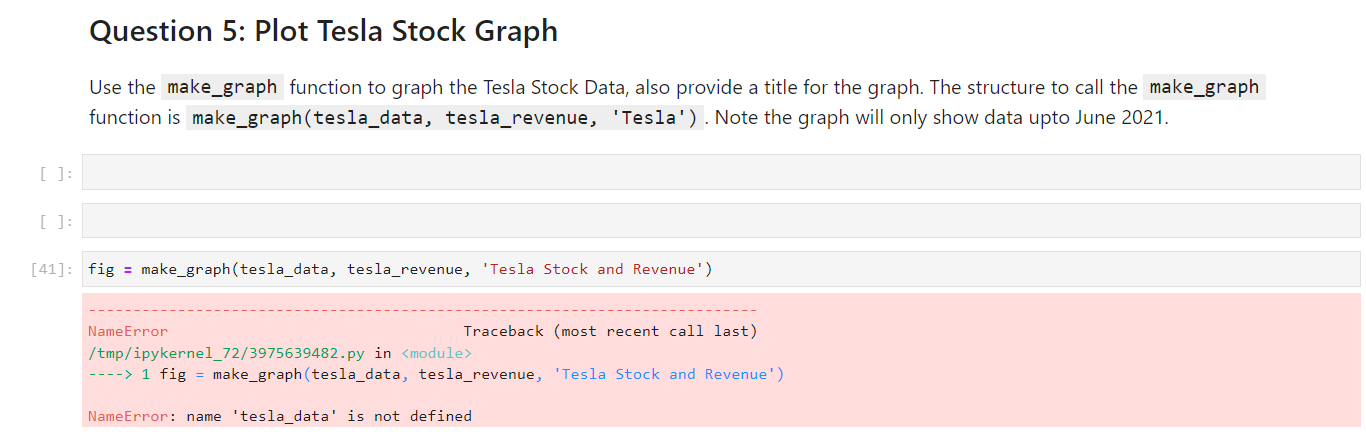 Question 5: Plot Tesla Stock Graph
Use the make_graph function to graph the Tesla Stock Data, also provide a title for the graph. The structure to call the make_graph
function is make_graph(tesla_data, tesla_revenue, 'Tesla') . Note the graph will only show data upto June 2021.
[ ]:
[ ]:
[41]: fig = make_graph(tesla_data, tesla_revenue, 'Tesla Stock and Revenue')
---------------------------------------------------------------------------
NameError Traceback (most recent call last)
/tmp/ipykernel_72/3975639482.py in <module>
----> 1 fig = make_graph(tesla_data, tesla_revenue, 'Tesla Stock and Revenue')
NameError: name 'tesla_data' is not defined